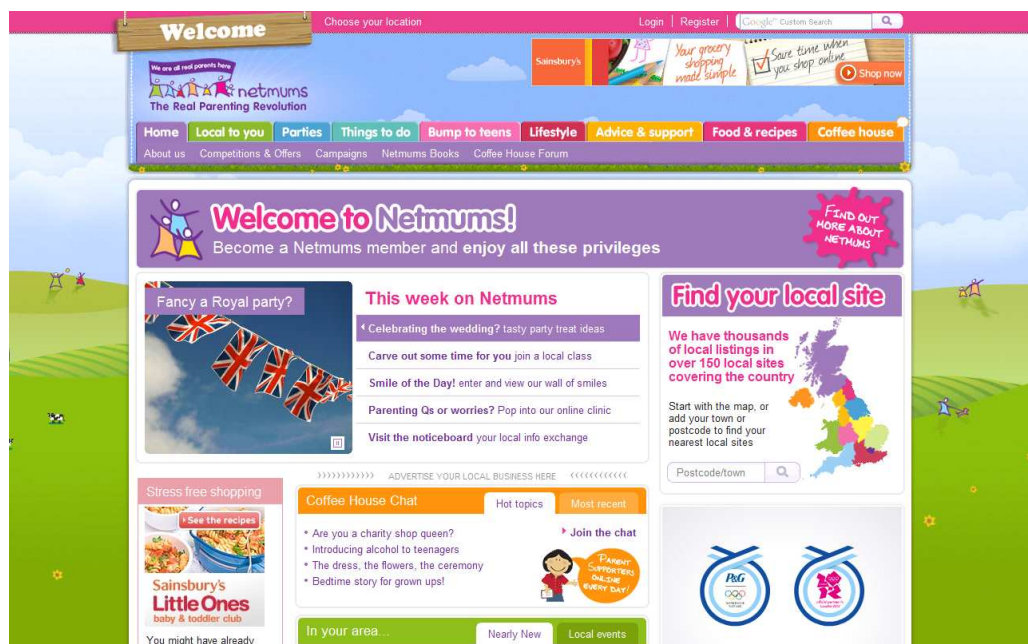 Welcome
Choose your location
Login | Register
Google™ Custom Search
We are all real parents here
netmums
The Real Parenting Revolution
Sainsbury's
Your grocery
shopping
made simple
Save time when
you shop online
Shop now
Home
Local to you
Parties
Things to do
Bump to teens
Lifestyle
Advice & support
Food & recipes
Coffee house
About us
Competitions & Offers
Campaigns
Netmums Books
Coffee House Forum
Welcome to Netmums!
Become a Netmums member and enjoy all these privileges
FIND OUT
MORE ABOUT
NETMUMS
Fancy a Royal party?
This week on Netmums
Celebrating the wedding? tasty party treat ideas
Carve out some time for you join a local class
Smile of the Day! enter and view our wall of smiles
Parenting Qs or worries? Pop into our online clinic
Visit the noticeboard your local info exchange
Find your local site
We have thousands
of local listings in
over 150 local sites
covering the country
Start with the map, or
add your town or
postcode to find your
nearest local sites
Postcode/town
ADVERTISE YOUR LOCAL BUSINESS HERE
Stress free shopping
See the recipes
Sainsbury's
Little Ones
baby & toddler club
You might have already
Coffee House Chat
Hot topics
Most recent
Are you a charity shop queen?
Introducing alcohol to teenagers
The dress, the flowers, the ceremony
Bedtime story for grown ups!
Join the chat
PARENT
SUPPORTERS
ONLINE
EVERY DAY!
In your area...
Nearly New
Local events
P&G